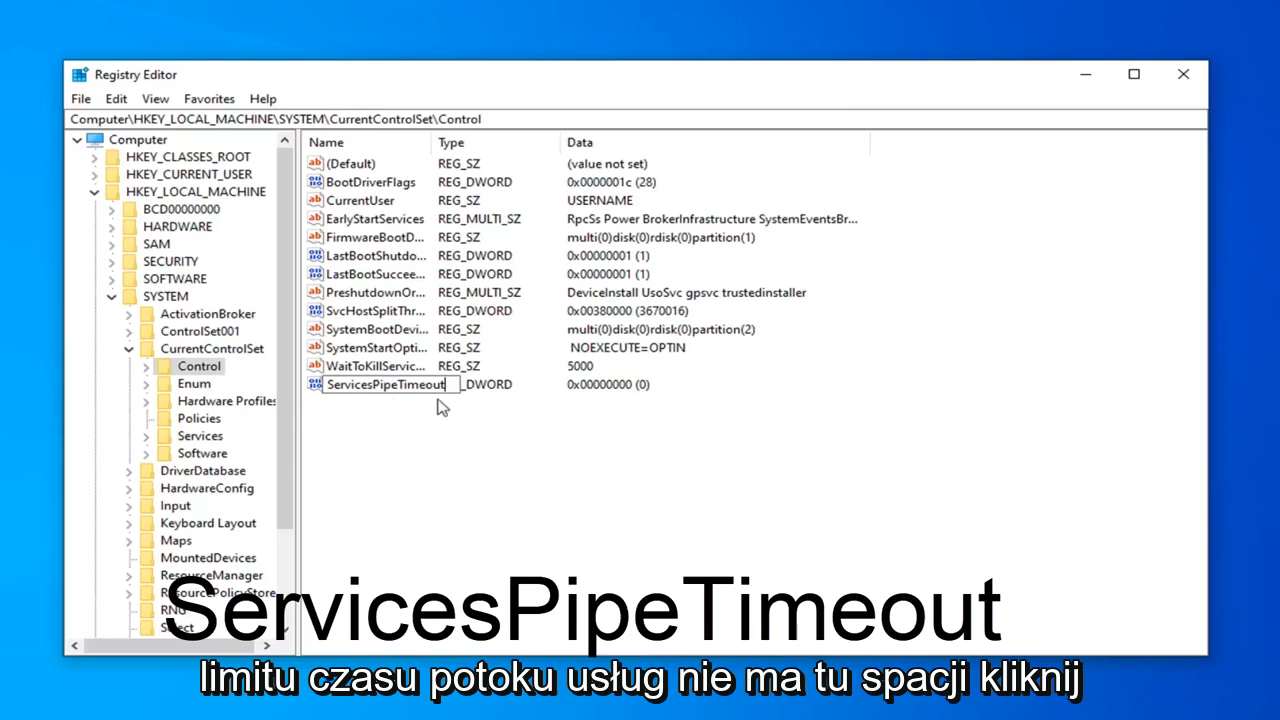 Registry Editor
File Edit View Favorites Help
Computer\HKEY_LOCAL_MACHINE\SYSTEM\CurrentControlSet\Control
Computer
HKEY_CLASSES_ROOT
HKEY_CURRENT_USER
HKEY_LOCAL_MACHINE
BCD00000000
HARDWARE
SAM
SECURITY
SOFTWARE
SYSTEM
ActivationBroker
ControlSet001
CurrentControlSet
Control
Enum
Hardware Profiles
Policies
Services
Software
DriverDatabase
HardwareConfig
Input
Keyboard Layout
Maps
MountedDevices
ResourceManager
ResourcePolicyStore
RNG
Select
Name Type Data
(Default) REG_SZ (value not set)
BootDriverFlags REG_DWORD 0x0000001c (28)
CurrentUser REG_SZ USERNAME
EarlyStartServices REG_MULTI_SZ RpcSs Power BrokerInfrastructure SystemEventsBr...
FirmwareBootD... REG_SZ multi(0)disk(0)rdisk(0)partition(1)
LastBootShutdo... REG_DWORD 0x00000001 (1)
LastBootSuccee... REG_DWORD 0x00000001 (1)
PreshutdownOr... REG_MULTI_SZ DeviceInstall UsoSvc gpsvc trustedinstaller
SvcHostSplitThr... REG_DWORD 0x00380000 (3670016)
SystemBootDevi... REG_SZ multi(0)disk(0)rdisk(0)partition(2)
SystemStartOpti... REG_SZ NOEXECUTE=OPTIN
WaitToKillServic... REG_SZ 5000
ServicesPipeTimeout _DWORD 0x00000000 (0)
ServicesPipeTimeout
limitu czasu potoku usług nie ma tu spacji kliknij